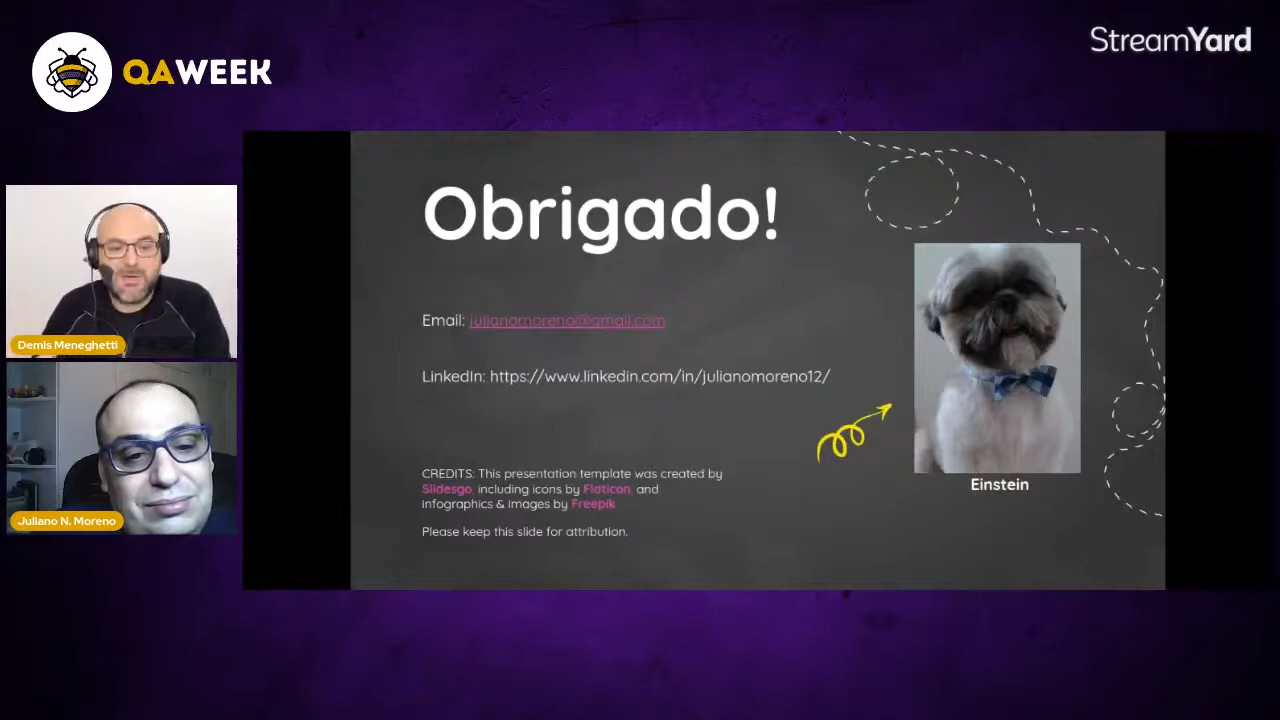 QAWEEK
StreamYard
Obrigado!
Email: julianomoreno@gmail.com
LinkedIn: https://www.linkedin.com/in/julianomoreno12/
CREDITS: This presentation template was created by
Slidesgo, including icons by Flaticon, and
infographics & images by Freepik
Please keep this slide for attribution.
Einstein
Demis Meneghetti
Juliano N. Moreno